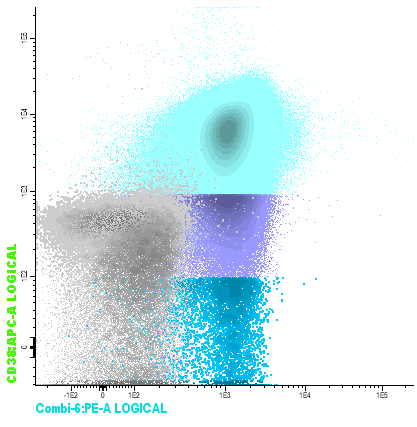 1E5
1E4
1E3
1E2
0
CD38:APC-A LOGICAL
-1E2 0 1E2 1E3 1E4 1E5
Combi-6:PE-A LOGICAL